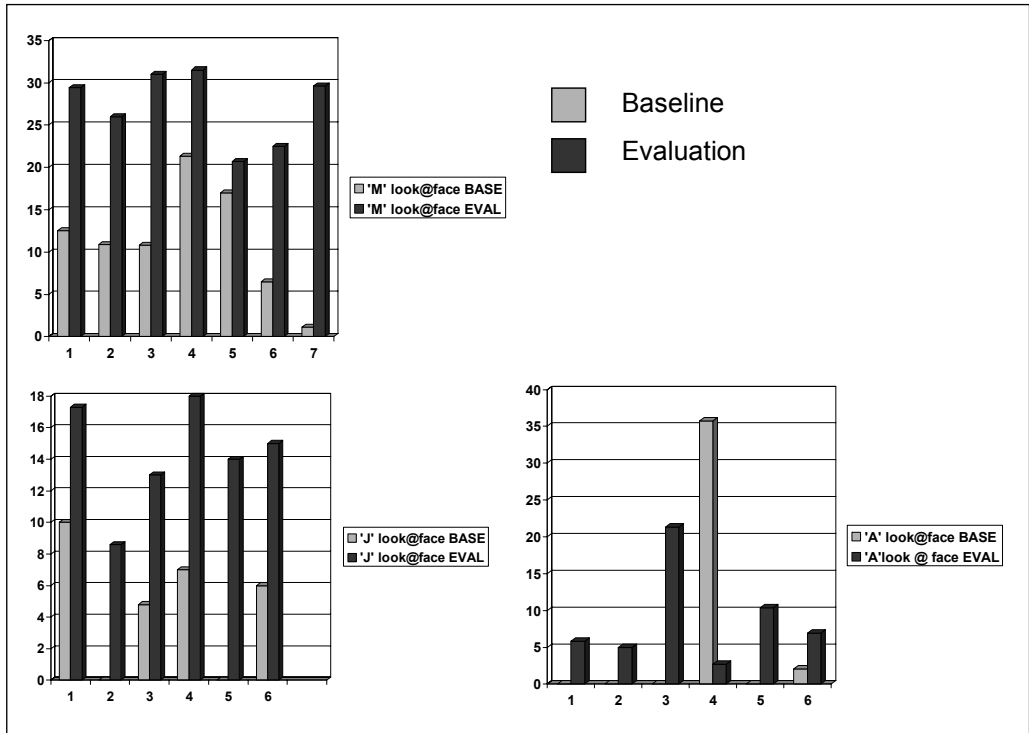 35
30
25
20
15
10
5
0
1 2 3 4 5 6 7
'M' look@face BASE
'M' look@face EVAL
Baseline
Evaluation
18
16
14
12
10
8
6
4
2
0
1 2 3 4 5 6
'J' look@face BASE
'J' look@face EVAL
40
35
30
25
20
15
10
5
0
1 2 3 4 5 6
'A' look@face BASE
'A'look @ face EVAL